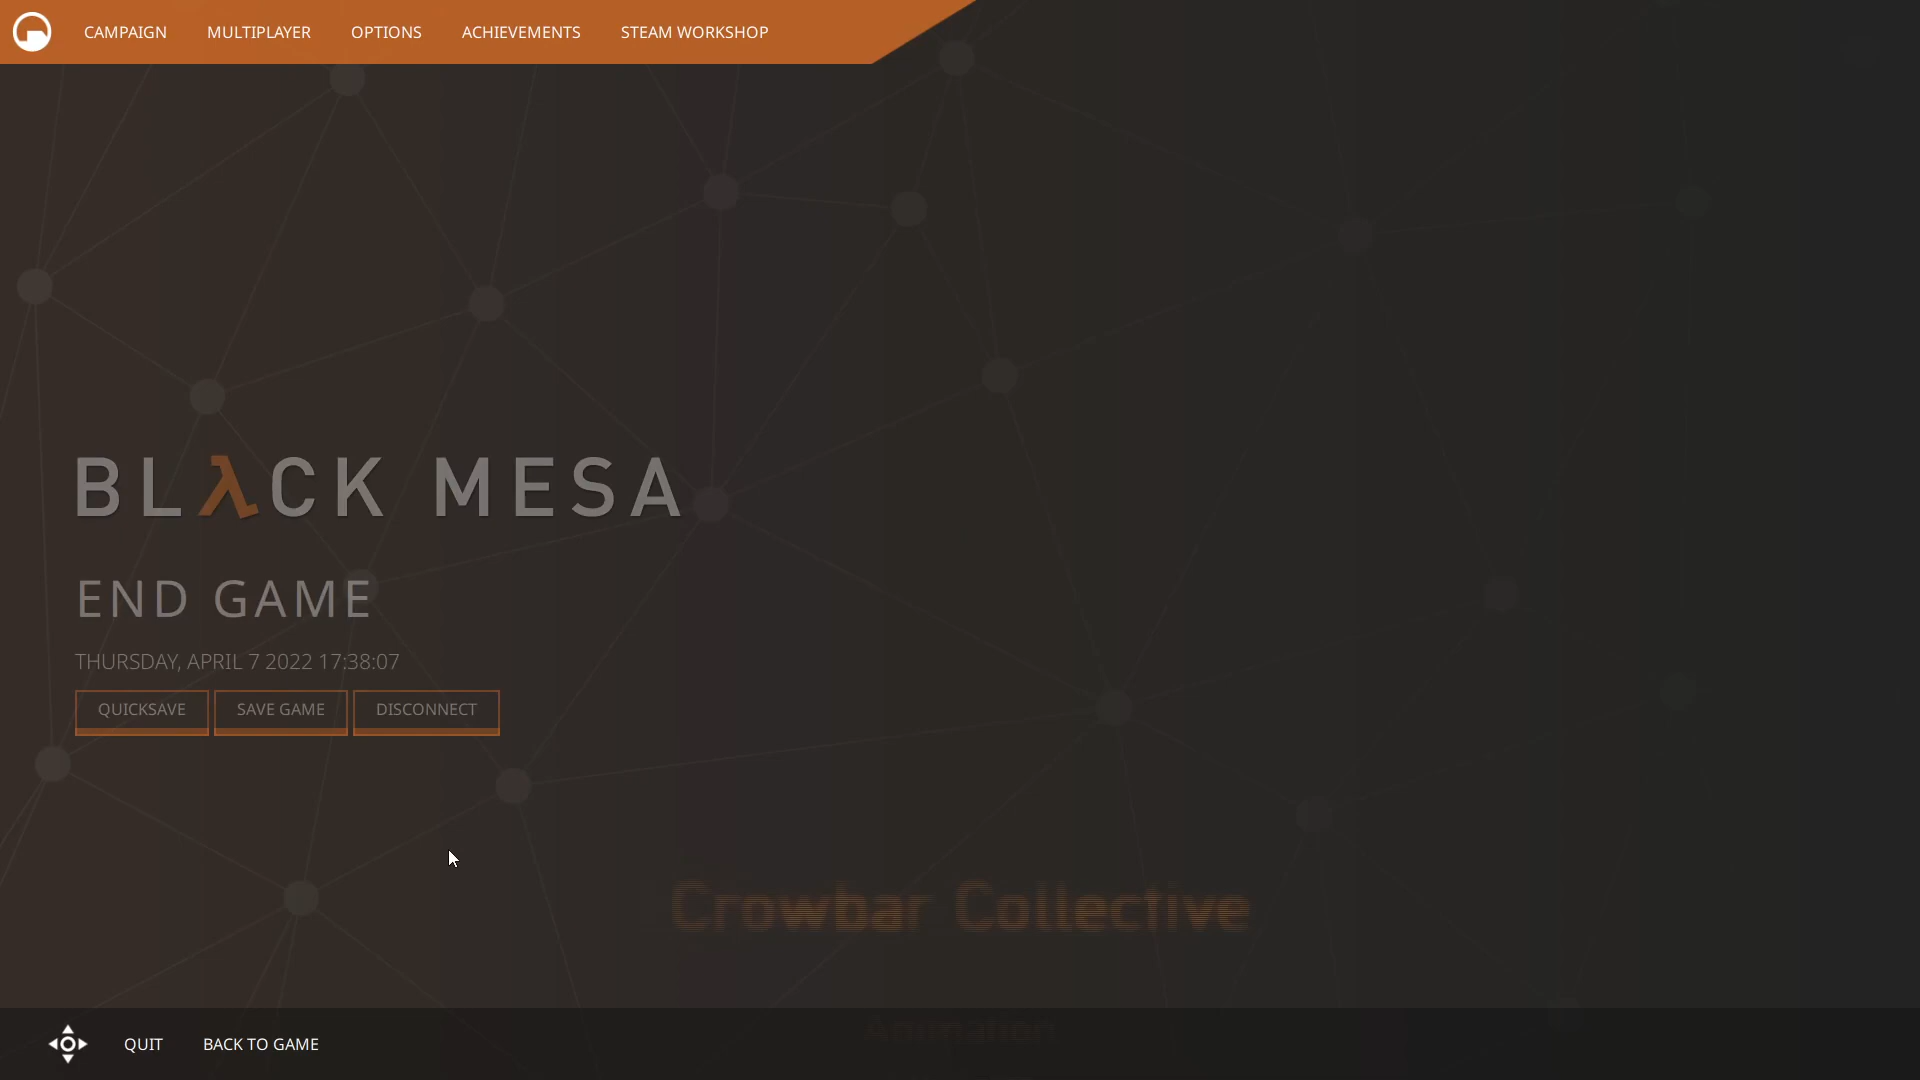 CAMPAIGN MULTIPLAYER OPTIONS ACHIEVEMENTS STEAM WORKSHOP
BLλCK MESA
END GAME
THURSDAY, APRIL 7 2022 17:38:07
QUICKSAVE SAVE GAME DISCONNECT
Crowbar Collective
Animation
QUIT BACK TO GAME